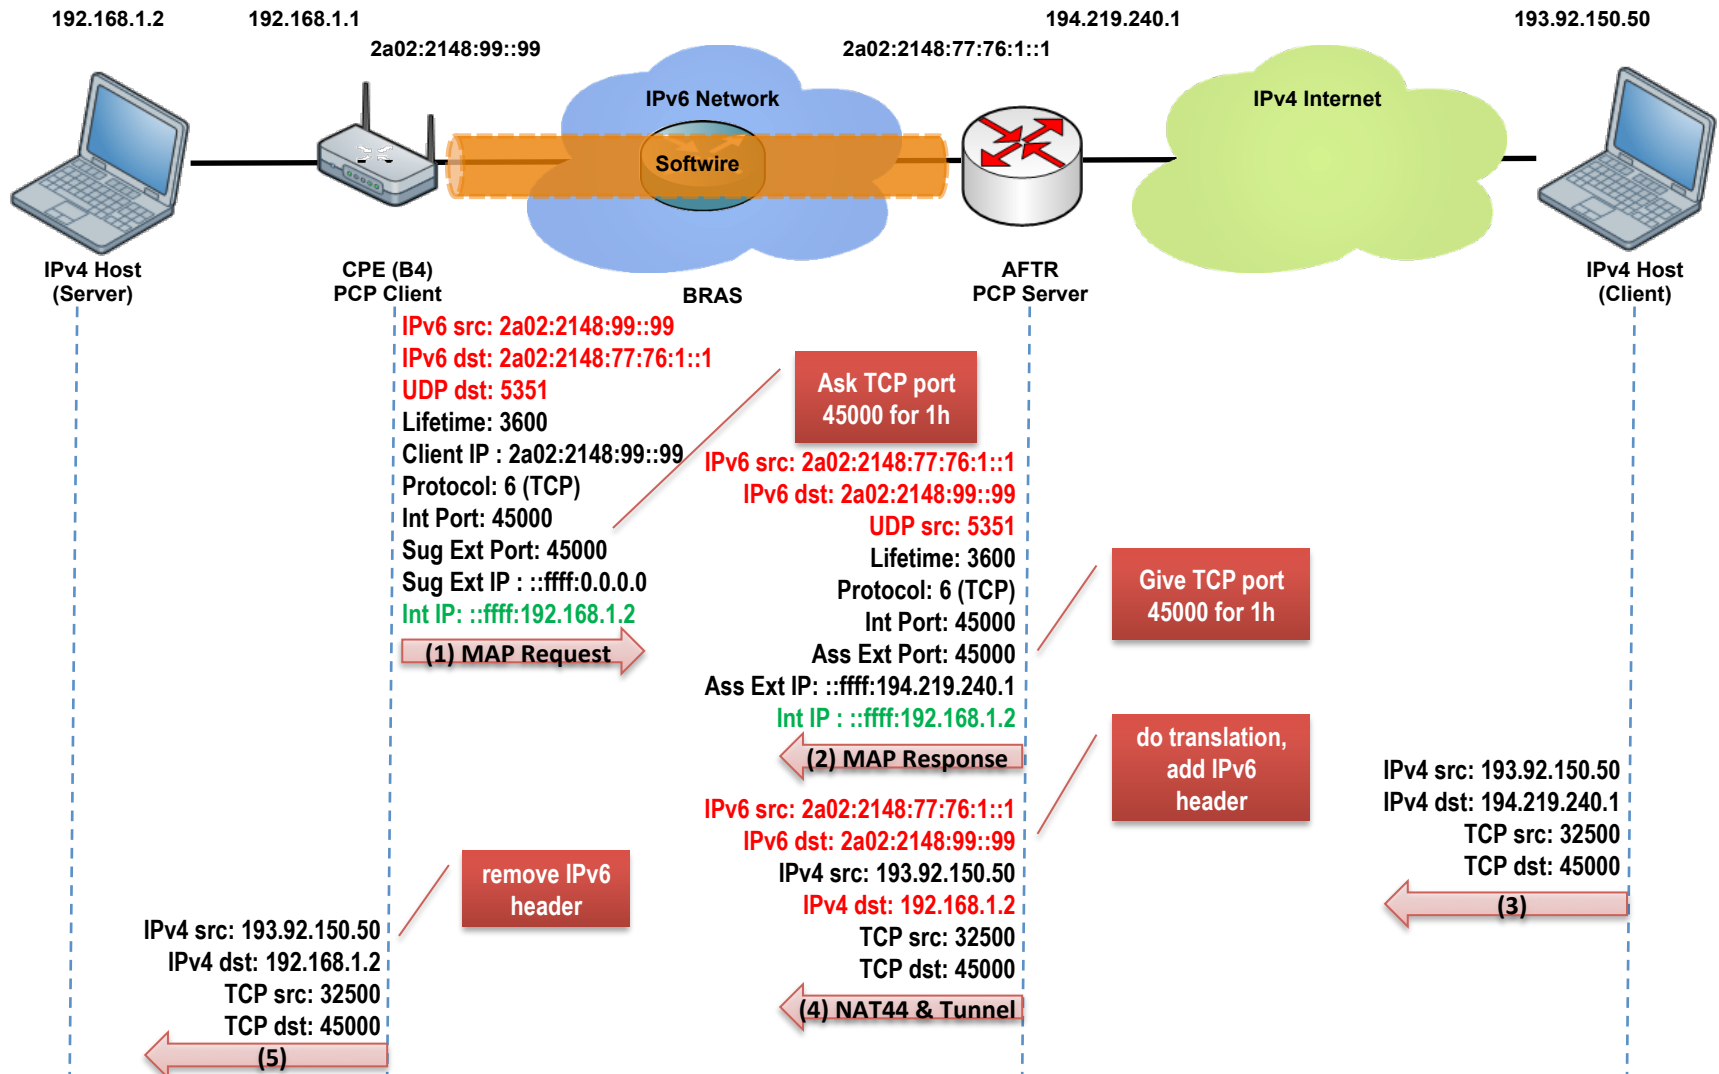 192.168.1.2
192.168.1.1
194.219.240.1
193.92.150.50
2a02:2148:99::99
2a02:2148:77:76:1::1
IPv6 Network
IPv4 Internet
Softwire
IPv4 Host
(Server)
CPE (B4)
PCP Client
BRAS
AFTR
PCP Server
IPv4 Host
(Client)
IPv6 src: 2a02:2148:99::99
IPv6 dst: 2a02:2148:77:76:1::1
UDP dst: 5351
Lifetime: 3600
Client IP : 2a02:2148:99::99
Protocol: 6 (TCP)
Int Port: 45000
Sug Ext Port: 45000
Sug Ext IP : ::ffff:0.0.0.0
Int IP: ::ffff:192.168.1.2
(1) MAP Request
Ask TCP port
45000 for 1h
IPv6 src: 2a02:2148:77:76:1::1
IPv6 dst: 2a02:2148:99::99
UDP src: 5351
Lifetime: 3600
Protocol: 6 (TCP)
Int Port: 45000
Ass Ext Port: 45000
Ass Ext IP: ::ffff:194.219.240.1
Int IP : ::ffff:192.168.1.2
(2) MAP Response
Give TCP port
45000 for 1h
do translation,
add IPv6
header
IPv4 src: 193.92.150.50
IPv4 dst: 194.219.240.1
TCP src: 32500
TCP dst: 45000
(3)
IPv6 src: 2a02:2148:77:76:1::1
IPv6 dst: 2a02:2148:99::99
IPv4 src: 193.92.150.50
IPv4 dst: 192.168.1.2
TCP src: 32500
TCP dst: 45000
(4) NAT44 & Tunnel
remove IPv6
header
IPv4 src: 193.92.150.50
IPv4 dst: 192.168.1.2
TCP src: 32500
TCP dst: 45000
(5)